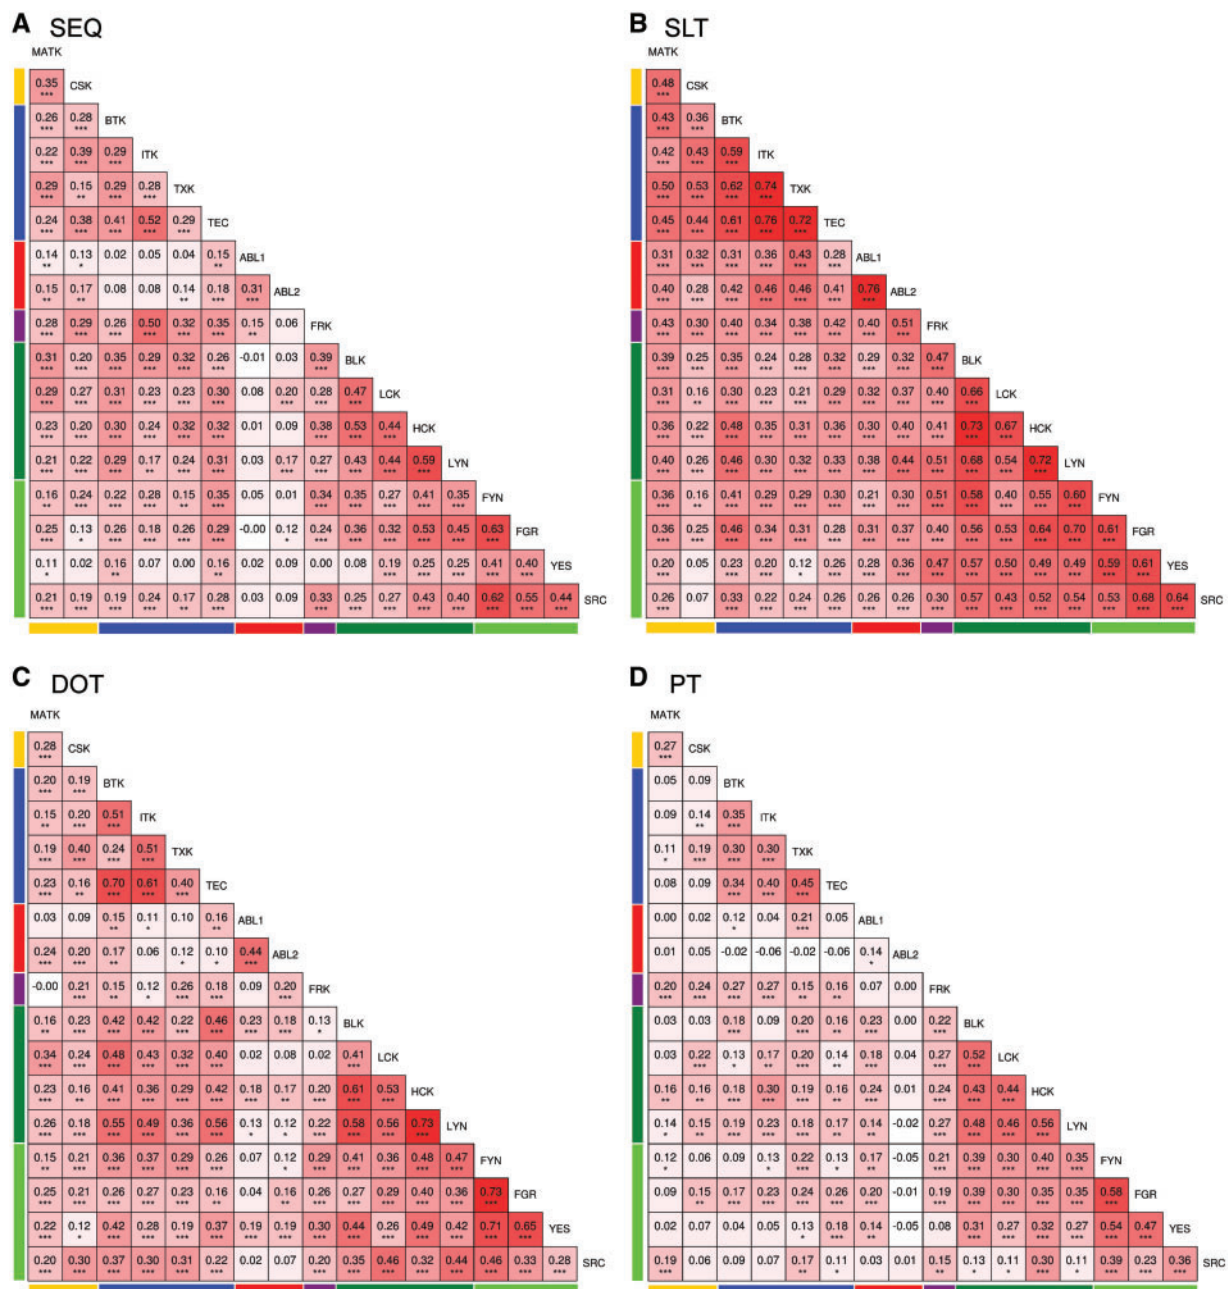 A SEQ
MATK
0.35 CSK
***
0.26 0.28 BTK
*** ***
0.22 0.39 0.29 ITK
*** *** ***
0.29 0.15 0.29 0.28 TXK
*** ** *** ***
0.24 0.38 0.41 0.52 0.29 TEC
*** *** *** *** ***
0.14 0.13 0.02 0.05 0.04 0.15 ABL1
** * **
0.15 0.17 0.08 0.08 0.14 0.18 0.31 ABL2
** ** ** *** ***
0.28 0.29 0.26 0.50 0.32 0.35 0.15 0.06 FRK
*** *** *** *** *** *** **
0.31 0.20 0.35 0.29 0.32 0.26 -0.01 0.03 0.39 BLK
*** *** *** *** *** *** ***
0.29 0.27 0.31 0.23 0.23 0.30 0.08 0.20 0.28 0.47 LCK
*** *** *** *** *** *** *** *** ***
0.23 0.20 0.30 0.24 0.32 0.32 0.01 0.09 0.38 0.53 0.44 HCK
*** *** *** *** *** *** *** *** ***
0.21 0.22 0.29 0.17 0.24 0.31 0.03 0.17 0.27 0.43 0.44 0.59 LYN
*** *** *** ** *** *** *** *** *** *** ***
0.16 0.24 0.22 0.28 0.15 0.35 0.05 0.01 0.34 0.35 0.27 0.41 0.35 FYN
** *** *** *** ** *** *** *** *** *** ***
0.25 0.13 0.26 0.18 0.26 0.29 -0.00 0.12 0.24 0.36 0.32 0.53 0.45 0.63 FGR
*** * *** *** *** *** * *** *** *** *** *** ***
0.11 0.02 0.16 0.07 0.00 0.16 0.02 0.09 0.00 0.08 0.19 0.25 0.25 0.41 0.40 YES
* ** ** *** *** *** *** ***
0.21 0.19 0.19 0.24 0.17 0.28 0.03 0.09 0.33 0.25 0.27 0.43 0.40 0.62 0.55 0.44 SRC
*** *** *** *** ** *** *** *** *** *** *** *** *** ***
B SLT
MATK
0.48 CSK
***
0.43 0.36 BTK
*** ***
0.42 0.43 0.59 ITK
*** *** ***
0.50 0.53 0.62 0.74 TXK
*** *** *** ***
0.45 0.44 0.61 0.76 0.72 TEC
*** *** *** *** ***
0.31 0.32 0.31 0.36 0.43 0.28 ABL1
*** *** *** *** *** ***
0.40 0.28 0.42 0.46 0.46 0.41 0.76 ABL2
*** *** *** *** *** *** ***
0.43 0.30 0.40 0.34 0.38 0.42 0.40 0.51 FRK
*** *** *** *** *** *** *** ***
0.39 0.25 0.35 0.24 0.28 0.32 0.29 0.32 0.47 BLK
*** *** *** *** *** *** *** *** ***
0.31 0.16 0.30 0.23 0.21 0.29 0.32 0.37 0.40 0.66 LCK
*** ** *** *** *** *** *** *** *** ***
0.36 0.22 0.48 0.35 0.31 0.36 0.30 0.40 0.41 0.73 0.67 HCK
*** *** *** *** *** *** *** *** *** *** ***
0.40 0.26 0.46 0.30 0.32 0.33 0.38 0.44 0.51 0.68 0.54 0.72 LYN
*** *** *** *** *** *** *** *** *** *** *** ***
0.36 0.16 0.41 0.29 0.29 0.30 0.21 0.30 0.51 0.58 0.40 0.55 0.60 FYN
*** ** *** *** *** *** *** *** *** *** *** *** ***
0.36 0.25 0.46 0.34 0.31 0.28 0.31 0.37 0.40 0.56 0.53 0.64 0.70 0.61 FGR
*** *** *** *** *** *** *** *** *** *** *** *** *** ***
0.20 0.05 0.23 0.20 0.12 0.26 0.28 0.36 0.47 0.57 0.50 0.49 0.49 0.59 0.61 YES
*** *** *** * *** *** *** *** *** *** *** *** *** ***
0.26 0.07 0.33 0.22 0.24 0.26 0.26 0.26 0.30 0.57 0.43 0.52 0.54 0.53 0.68 0.64 SRC
*** *** *** *** *** *** *** *** *** *** *** *** *** *** ***
C DOT
MATK
0.28 CSK
***
0.20 0.19 BTK
*** ***
0.15 0.20 0.51 ITK
** *** ***
0.19 0.40 0.24 0.51 TXK
*** *** *** ***
0.23 0.16 0.70 0.61 0.40 TEC
*** ** *** *** ***
0.03 0.09 0.15 0.11 0.10 0.16 ABL1
** * **
0.24 0.20 0.17 0.06 0.12 0.10 0.44 ABL2
*** *** ** * * ***
-0.00 0.21 0.15 0.12 0.26 0.18 0.09 0.20 FRK
*** ** * *** *** ***
0.16 0.23 0.42 0.42 0.22 0.46 0.23 0.18 0.13 BLK
** *** *** *** *** *** *** *** *
0.34 0.24 0.48 0.43 0.32 0.40 0.02 0.08 0.02 0.41 LCK
*** *** *** *** *** *** ***
0.23 0.16 0.41 0.36 0.29 0.42 0.18 0.17 0.20 0.61 0.53 HCK
*** ** *** *** *** *** *** ** *** *** ***
0.26 0.18 0.55 0.49 0.36 0.56 0.13 0.12 0.22 0.58 0.56 0.73 LYN
*** *** *** *** *** *** * * *** *** *** ***
0.15 0.21 0.36 0.37 0.29 0.26 0.07 0.12 0.29 0.41 0.36 0.48 0.47 FYN
** *** *** *** *** *** * *** *** *** *** ***
0.25 0.21 0.26 0.27 0.23 0.16 0.04 0.16 0.26 0.27 0.29 0.40 0.36 0.73 FGR
*** *** *** *** *** ** ** *** *** *** *** *** ***
0.22 0.12 0.42 0.28 0.19 0.37 0.19 0.19 0.30 0.44 0.26 0.49 0.42 0.71 0.65 YES
*** * *** *** *** *** *** *** *** *** *** *** *** *** ***
0.20 0.30 0.37 0.30 0.31 0.22 0.02 0.07 0.20 0.35 0.46 0.32 0.44 0.46 0.33 0.28 SRC
*** *** *** *** *** *** *** *** *** *** *** *** *** ***
D PT
MATK
0.27 CSK
***
0.05 0.09 BTK
0.09 0.14 0.35 ITK
** ***
0.11 0.19 0.30 0.30 TXK
* *** *** ***
0.08 0.09 0.34 0.40 0.45 TEC
*** *** ***
0.00 0.02 0.12 0.04 0.21 0.05 ABL1
* ***
0.01 0.05 -0.02 -0.06 -0.02 -0.06 0.14 ABL2
*
0.20 0.24 0.27 0.27 0.15 0.16 0.07 0.00 FRK
*** *** *** *** ** **
0.03 0.03 0.18 0.09 0.20 0.16 0.23 0.00 0.22 BLK
*** *** ** *** ***
0.03 0.22 0.13 0.17 0.20 0.14 0.18 0.04 0.27 0.52 LCK
*** * ** *** ** *** *** ***
0.16 0.16 0.18 0.30 0.19 0.16 0.24 0.01 0.24 0.43 0.44 HCK
** ** *** *** *** ** *** *** *** ***
0.14 0.15 0.19 0.23 0.18 0.17 0.14 -0.02 0.27 0.48 0.46 0.56 LYN
* ** *** *** *** ** ** *** *** *** ***
0.12 0.06 0.09 0.13 0.22 0.13 0.17 -0.05 0.21 0.39 0.30 0.40 0.35 FYN
* * *** * ** *** *** *** *** ***
0.09 0.15 0.17 0.23 0.24 0.26 0.20 -0.01 0.19 0.39 0.30 0.35 0.35 0.58 FGR
** *** *** *** *** *** *** *** *** *** *** ***
0.02 0.07 0.04 0.05 0.13 0.18 0.14 -0.05 0.08 0.31 0.27 0.32 0.27 0.54 0.47 YES
* *** ** *** *** *** *** *** ***
0.19 0.06 0.09 0.07 0.17 0.11 0.03 0.01 0.15 0.13 0.11 0.30 0.11 0.39 0.23 0.36 SRC
*** ** * ** * * *** * *** *** ***